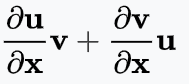 ∂u/∂x v + ∂v/∂x u